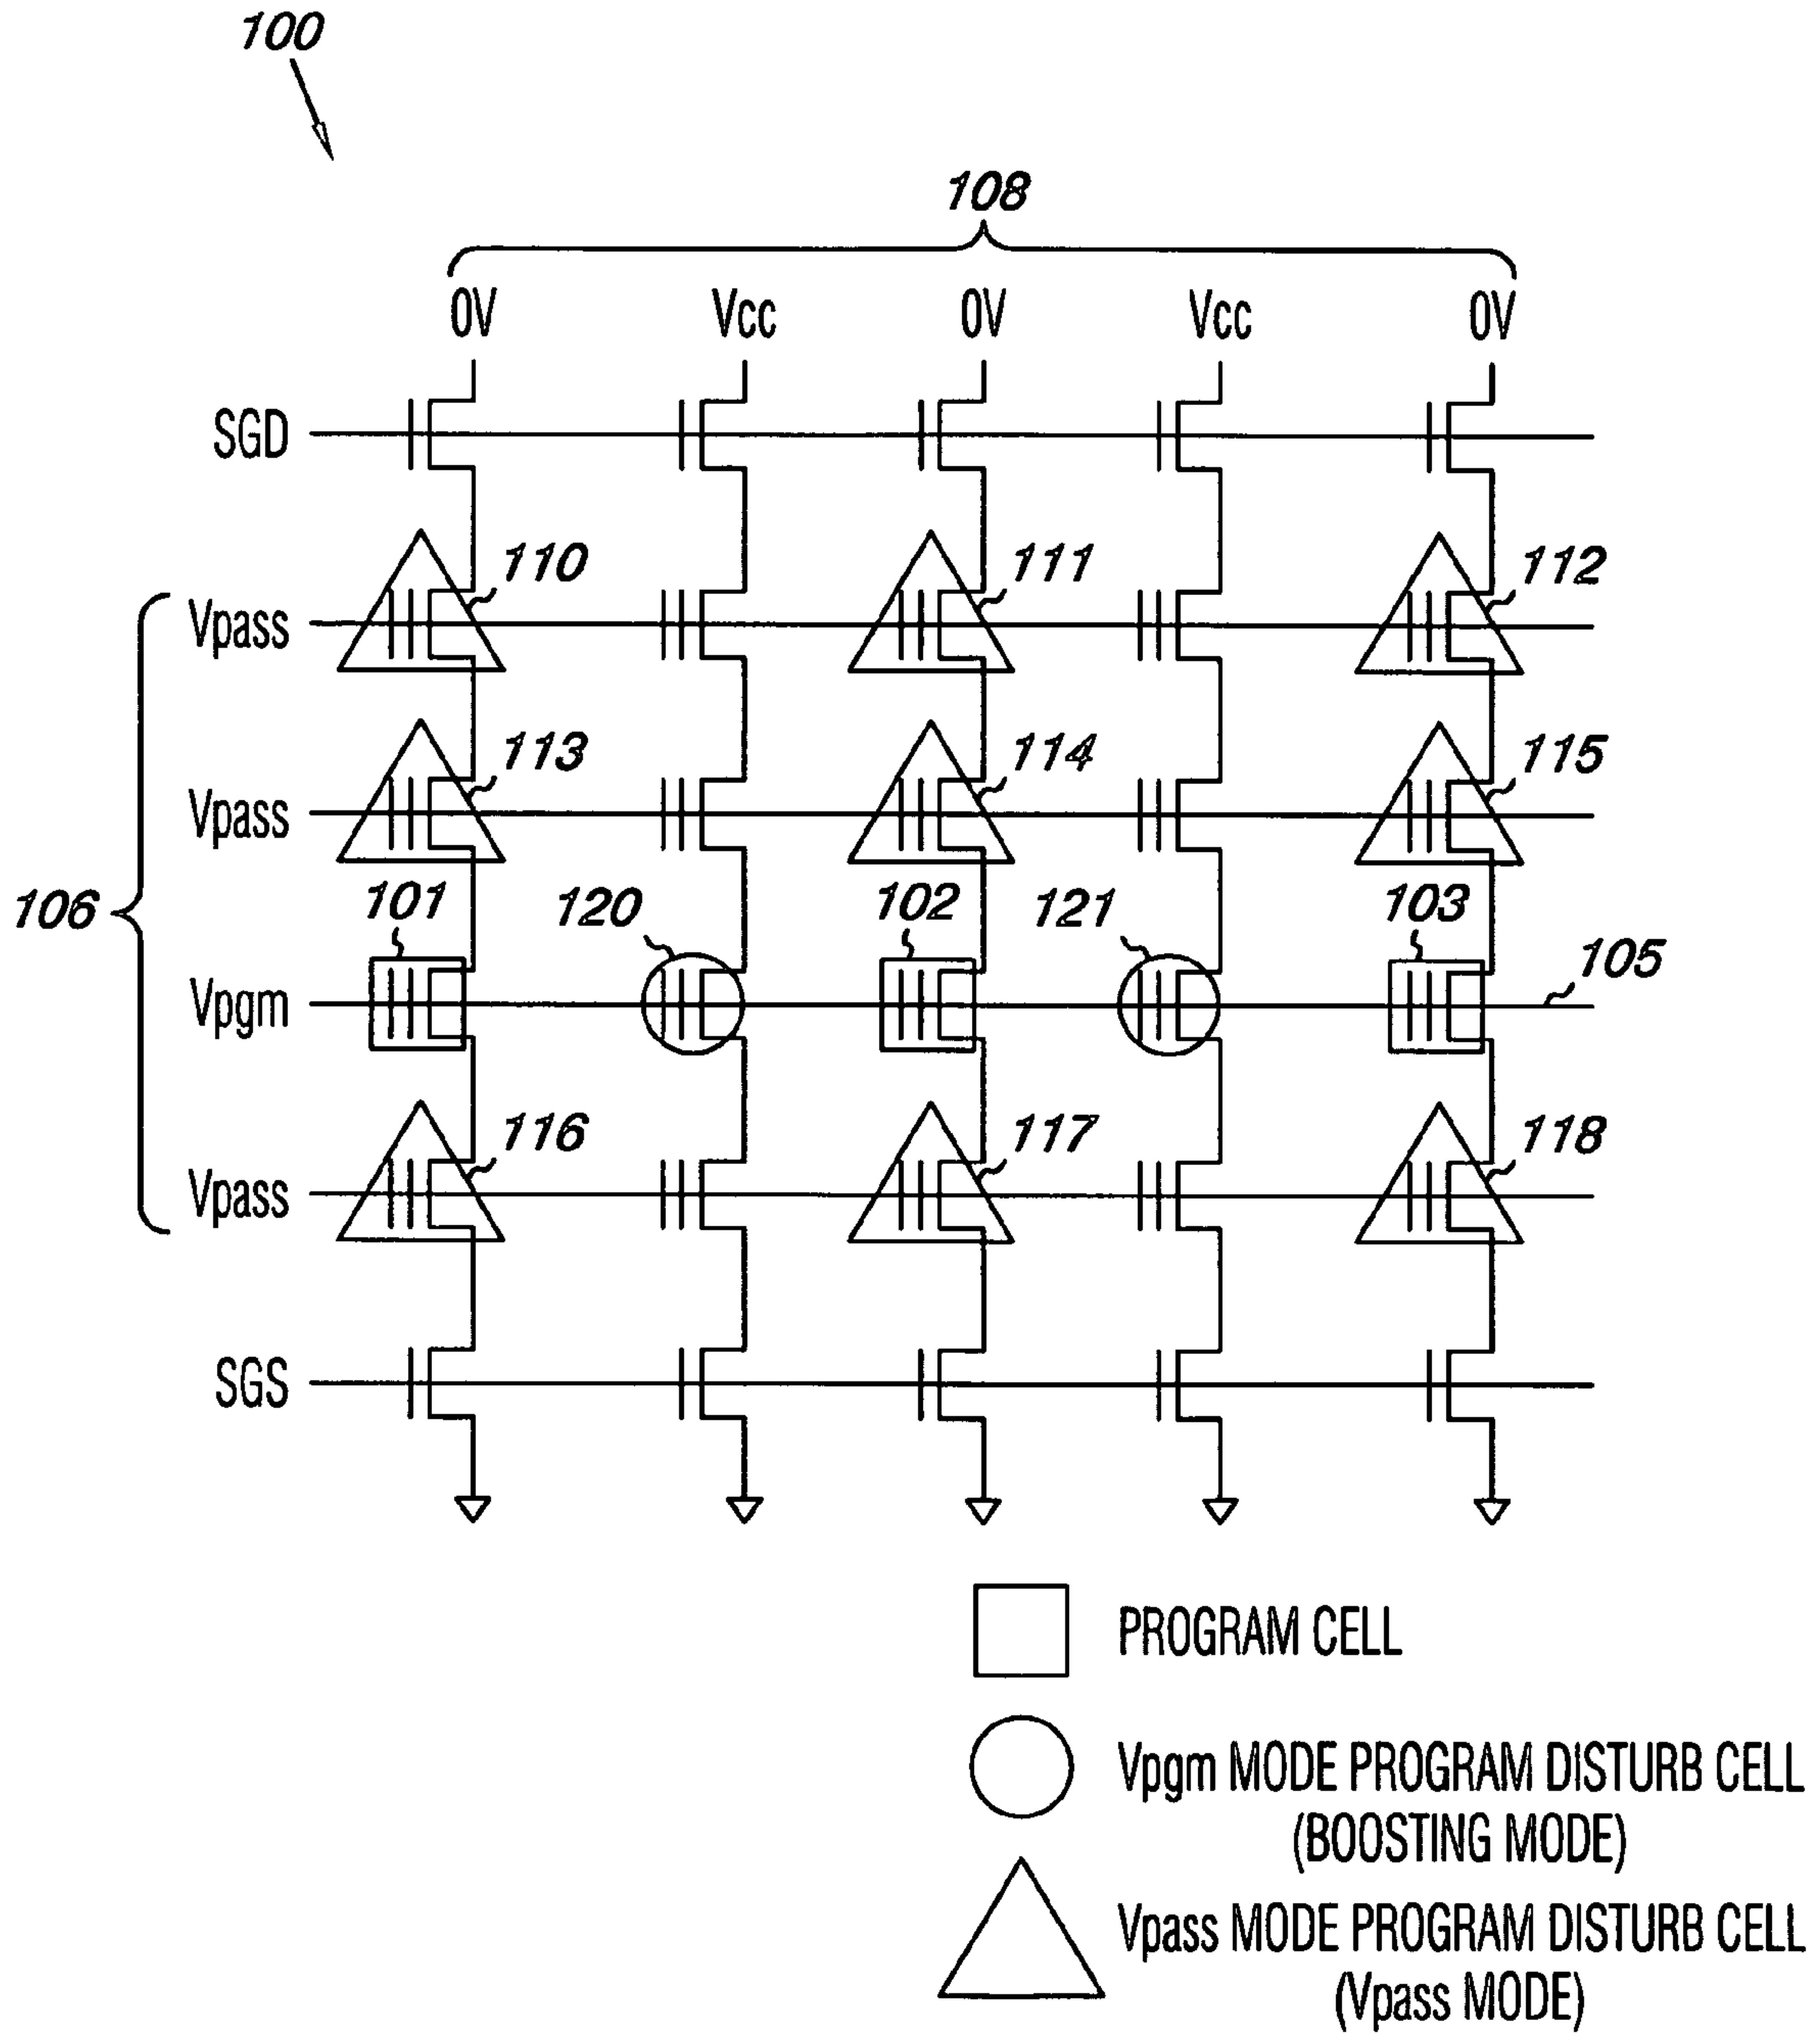 100
108
0V Vcc 0V Vcc 0V
SGD
110 111 112
Vpass
113 114 115
Vpass
106
101 120 102 121 103
105
Vpgm
116 117 118
Vpass
SGS
PROGRAM CELL
Vpgm MODE PROGRAM DISTURB CELL
(BOOSTING MODE)
Vpass MODE PROGRAM DISTURB CELL
(Vpass MODE)